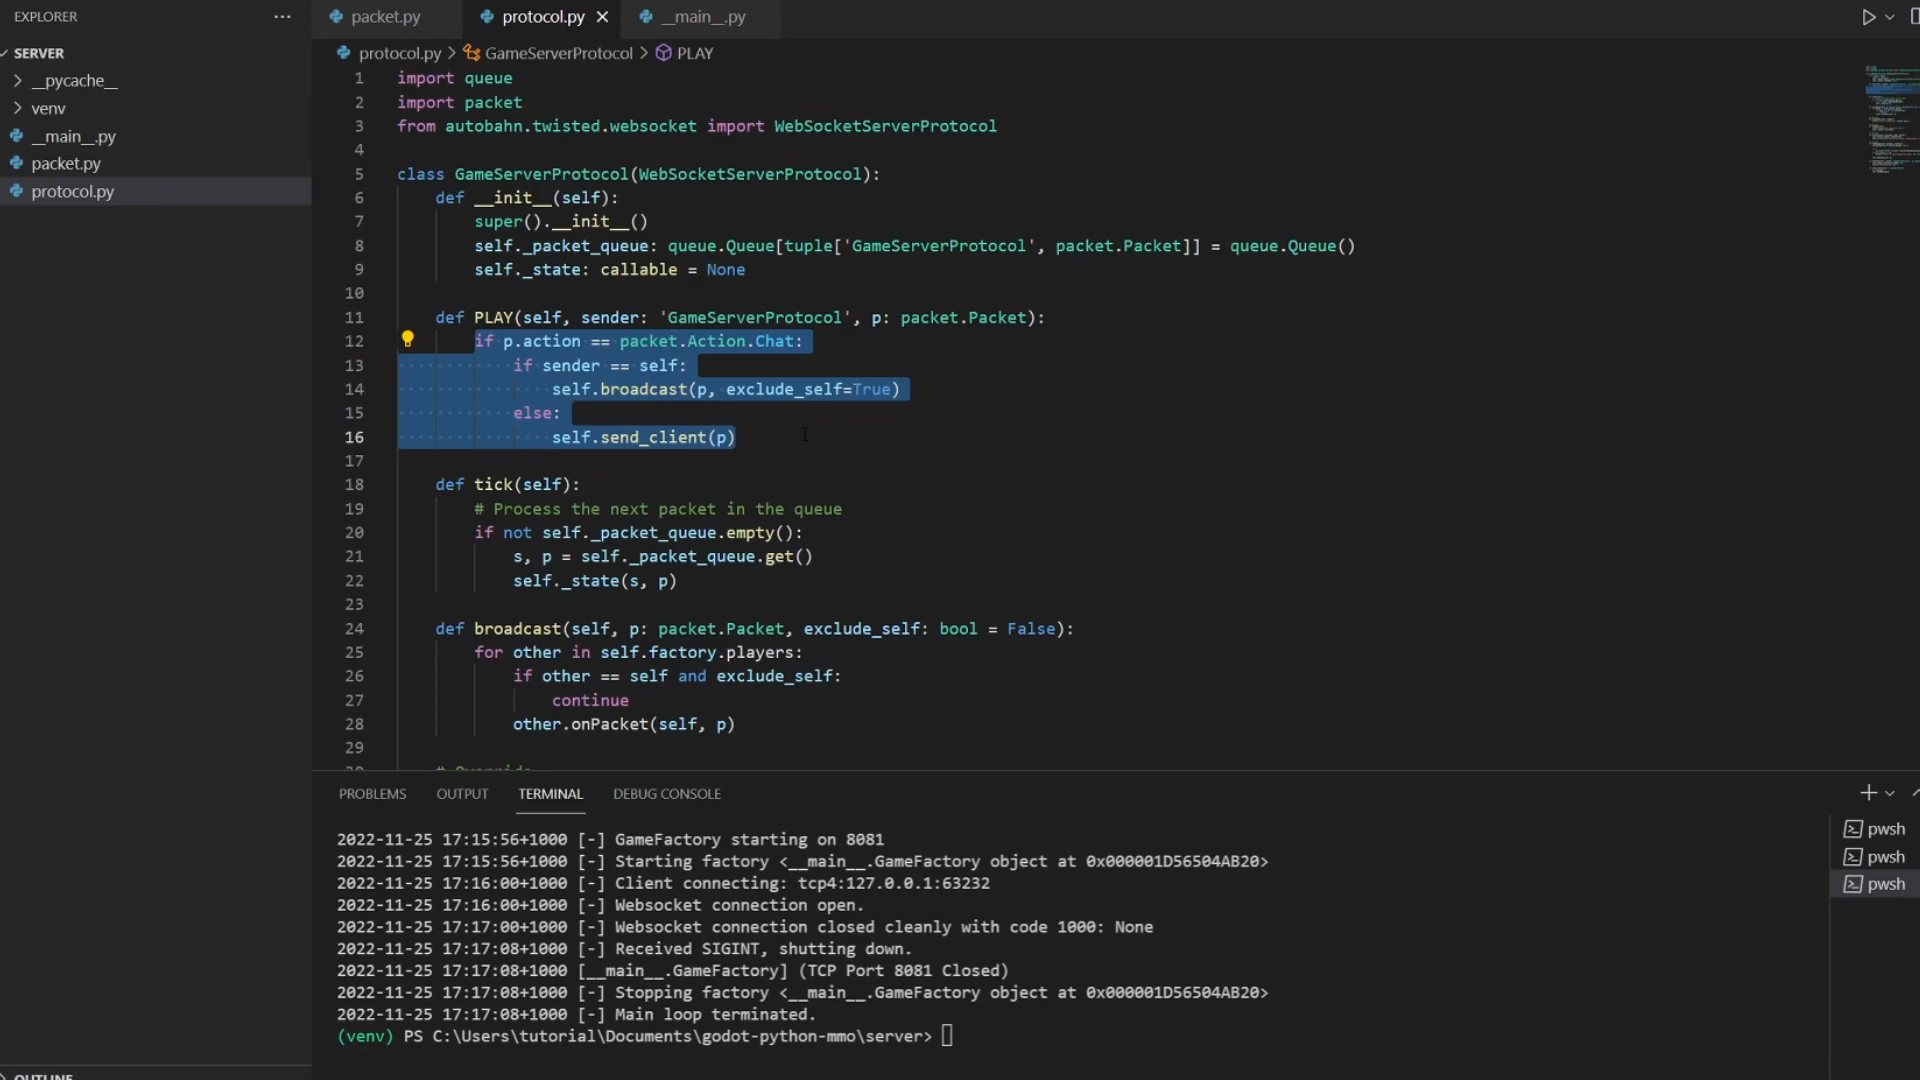 EXPLORER
SERVER
__pycache__
venv
__main__.py
packet.py
protocol.py
packet.py
protocol.py
__main__.py
protocol.py > GameServerProtocol > PLAY
1 import queue
2 import packet
3 from autobahn.twisted.websocket import WebSocketServerProtocol
4
5 class GameServerProtocol(WebSocketServerProtocol):
6 def __init__(self):
7 super().__init__()
8 self._packet_queue: queue.Queue[tuple['GameServerProtocol', packet.Packet]] = queue.Queue()
9 self._state: callable = None
10
11 def PLAY(self, sender: 'GameServerProtocol', p: packet.Packet):
12 if p.action == packet.Action.Chat:
13 if sender == self:
14 self.broadcast(p, exclude_self=True)
15 else:
16 self.send_client(p)
17
18 def tick(self):
19 # Process the next packet in the queue
20 if not self._packet_queue.empty():
21 s, p = self._packet_queue.get()
22 self._state(s, p)
23
24 def broadcast(self, p: packet.Packet, exclude_self: bool = False):
25 for other in self.factory.players:
26 if other == self and exclude_self:
27 continue
28 other.onPacket(self, p)
29
PROBLEMS OUTPUT TERMINAL DEBUG CONSOLE
2022-11-25 17:15:56+1000 [-] GameFactory starting on 8081
2022-11-25 17:15:56+1000 [-] Starting factory <__main__.GameFactory object at 0x000001D56504AB20>
2022-11-25 17:16:00+1000 [-] Client connecting: tcp4:127.0.0.1:63232
2022-11-25 17:16:00+1000 [-] Websocket connection open.
2022-11-25 17:17:00+1000 [-] Websocket connection closed cleanly with code 1000: None
2022-11-25 17:17:08+1000 [-] Received SIGINT, shutting down.
2022-11-25 17:17:08+1000 [__main__.GameFactory] (TCP Port 8081 Closed)
2022-11-25 17:17:08+1000 [-] Stopping factory <__main__.GameFactory object at 0x000001D56504AB20>
2022-11-25 17:17:08+1000 [-] Main loop terminated.
(venv) PS C:\Users\tutorial\Documents\godot-python-mmo\server>
pwsh
pwsh
pwsh
OUTLINE